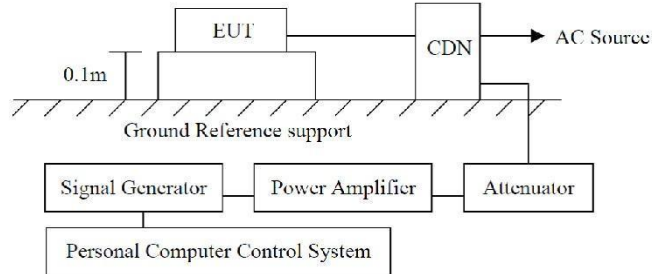 EUT
CDN
AC Source
0.1m
Ground Reference support
Signal Generator
Power Amplifier
Attenuator
Personal Computer Control System